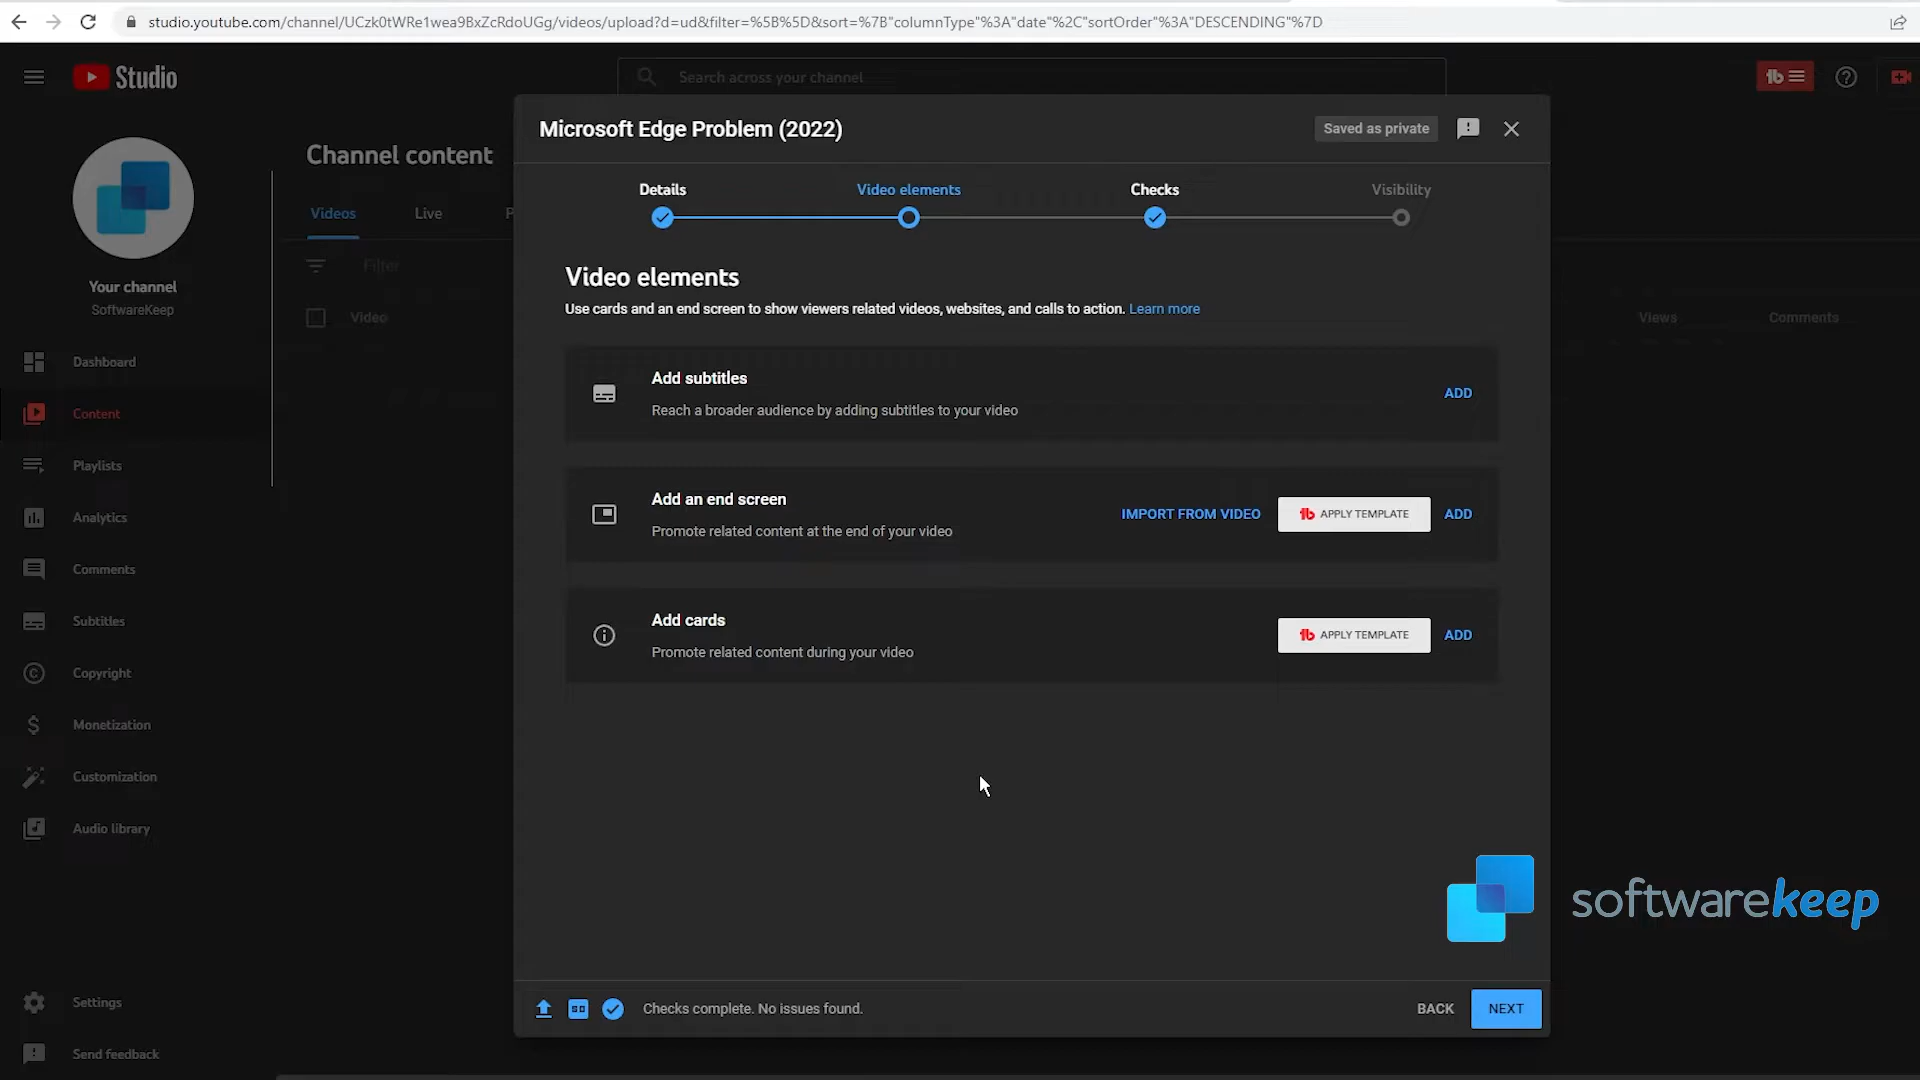 studio.youtube.com/channel/UCzk0tWRe1wea9BxZcRdoUGg/videos/upload?d=ud&filter=%5B%5D&sort=%7B"columnType"%3A"date"%2C"sortOrder"%3A"DESCENDING"%7D
Studio
Search across your channel
Microsoft Edge Problem (2022)
Saved as private
Channel content
Details
Video elements
Checks
Visibility
Videos
Live
P
Filter
Video elements
Your channel
SoftwareKeep
Use cards and an end screen to show viewers related videos, websites, and calls to action. Learn more
Video
Views
Comments
Dashboard
Add subtitles
ADD
Reach a broader audience by adding subtitles to your video
Content
Playlists
Add an end screen
IMPORT FROM VIDEO
APPLY TEMPLATE
ADD
Promote related content at the end of your video
Analytics
Comments
Add cards
APPLY TEMPLATE
ADD
Promote related content during your video
Subtitles
Copyright
Monetization
Customization
Audio library
softwarekeep
Settings
Checks complete. No issues found.
BACK
NEXT
Send feedback